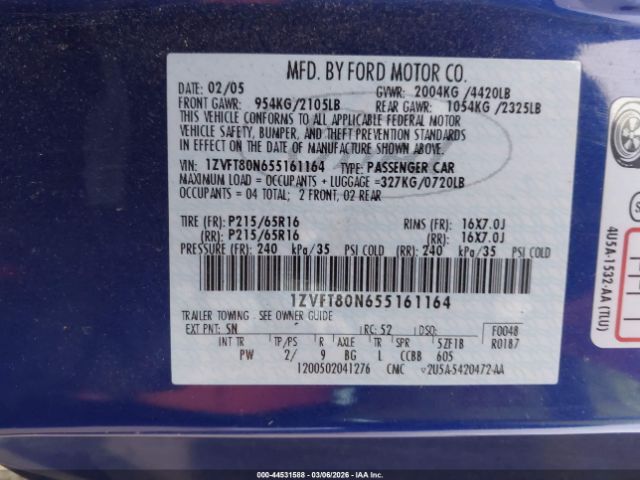 MFD. BY FORD MOTOR CO.
DATE: 02/05 GVWR: 2004KG /4420LB
FRONT GAWR: 954KG/2105LB REAR GAWR: 1054KG /2325LB
THIS VEHICLE CONFORMS TO ALL APPLICABLE FEDERAL MOTOR
VEHICLE SAFETY, BUMPER, AND THEFT PREVENTION STANDARDS
IN EFFECT ON THE DATE OF MANUFACTURE SHOWN ABOVE.
VIN: 1ZVFT80N655161164 TYPE: PASSENGER CAR
MAXIMUM LOAD = OCCUPANTS + LUGGAGE =327KG/0720LB
OCCUPANTS = 04 TOTAL: 2 FRONT, 02 REAR
TIRE (FR): P215/65R16 RIMS (FR): 16X7.0J
(RR): P215/65R16 (RR): 16X7.0J
PRESSURE (FR): 240 kPa/35 PSI COLD (RR): 240 kPa/35 PSI COLD
1ZVFT80N655161164
TRAILER TOWING - SEE OWNER GUIDE
EXT PNT: SN RC: 52 DSO: F0048
INT TR TP/PS R AXLE TR SPR 5ZF1B R0187
PW 2/ 9 BG L CCBB 605
1200502041276 CMC v2U5A-5420472-AA
4U5A-1532-AA (TLU)
000-44531588 - 03/06/2026 - IAA Inc.